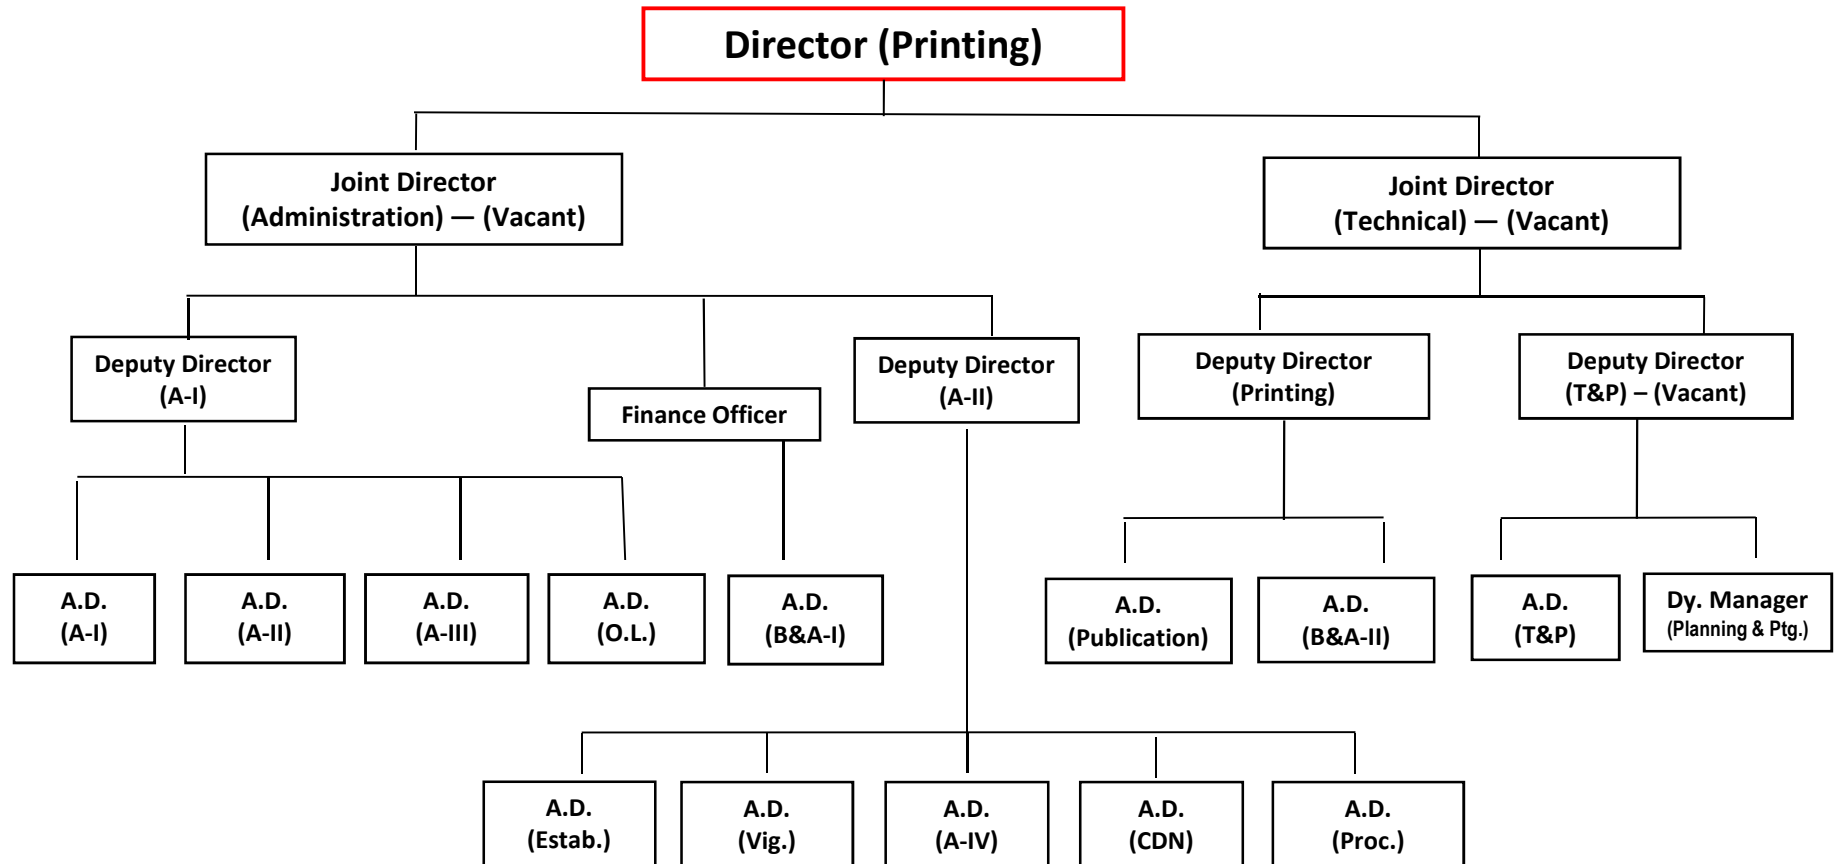 Director (Printing)
Joint Director
(Administration) — (Vacant)
Joint Director
(Technical) — (Vacant)
Deputy Director
(A-I)
Finance Officer
Deputy Director
(A-II)
Deputy Director
(Printing)
Deputy Director
(T&P) – (Vacant)
A.D.
(A-I)
A.D.
(A-II)
A.D.
(A-III)
A.D.
(O.L.)
A.D.
(B&A-I)
A.D.
(Publication)
A.D.
(B&A-II)
A.D.
(T&P)
Dy. Manager
(Planning & Ptg.)
A.D.
(Estab.)
A.D.
(Vig.)
A.D.
(A-IV)
A.D.
(CDN)
A.D.
(Proc.)